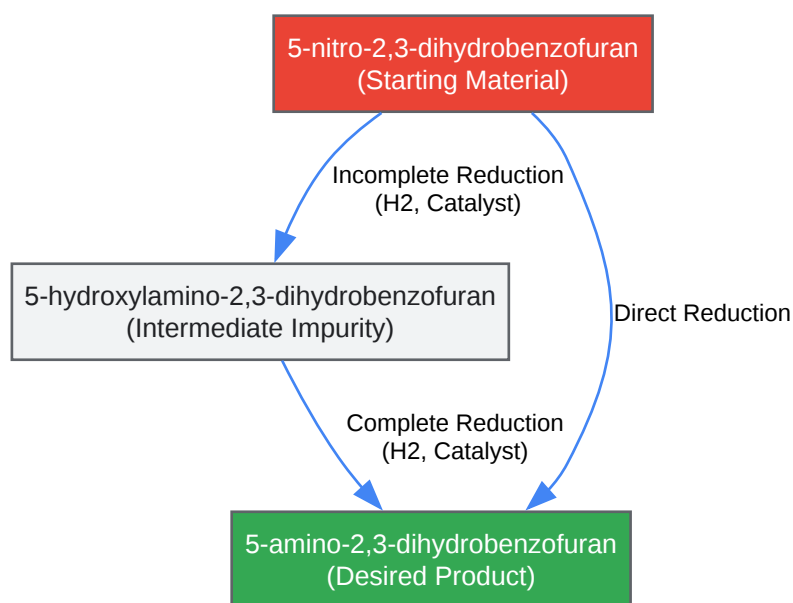 5-nitro-2,3-dihydrobenzofuran
(Starting Material)
Incomplete Reduction
(H2, Catalyst)
5-hydroxylamino-2,3-dihydrobenzofuran
(Intermediate Impurity)
Direct Reduction
Complete Reduction
(H2, Catalyst)
5-amino-2,3-dihydrobenzofuran
(Desired Product)